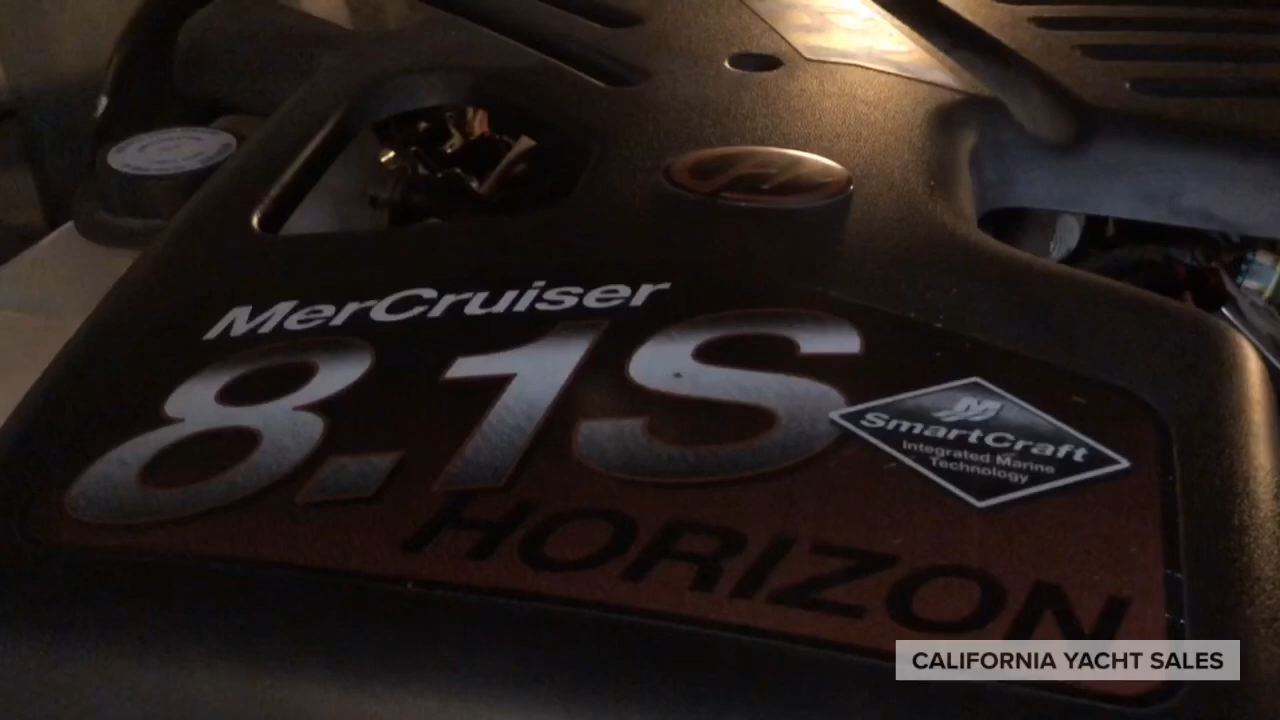 MerCruiser
8.1S
SmartCraft
Integrated Marine
Technology
HORIZON
CALIFORNIA YACHT SALES